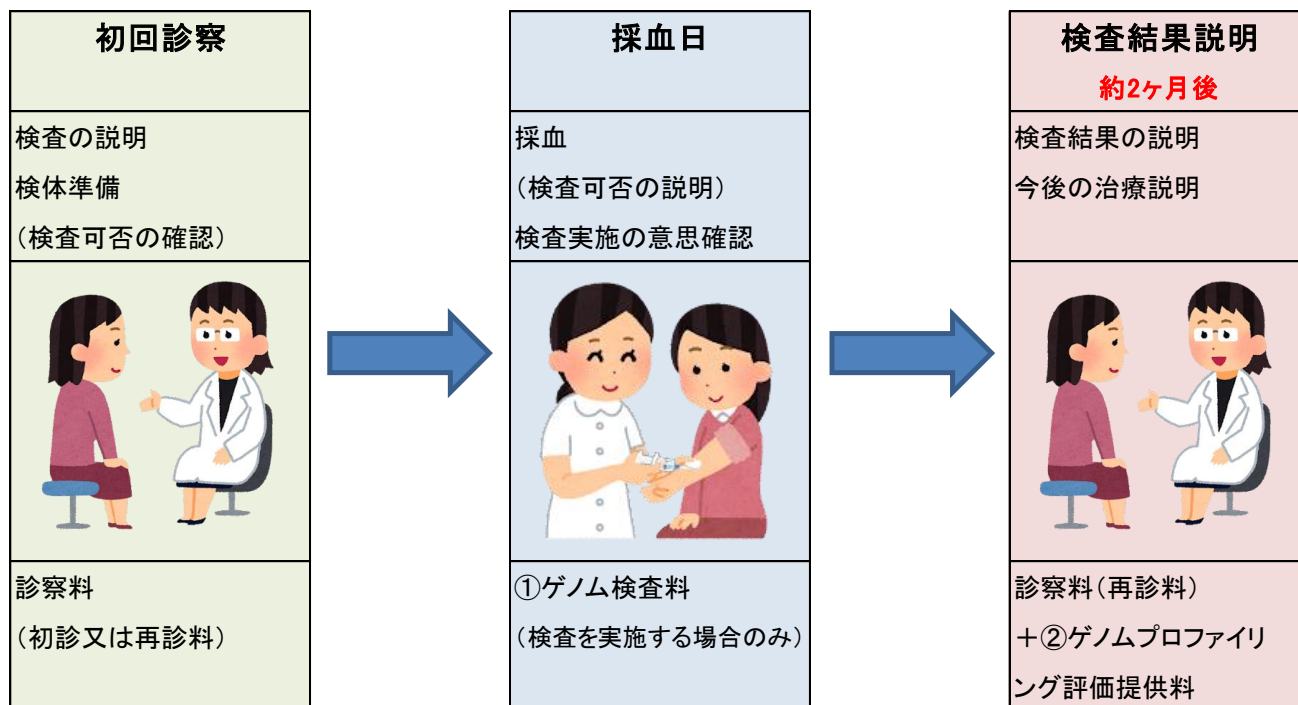 初回診察
検査の説明
検体準備
（検査可否の確認）
診察料
（初診又は再診料）
採血日
採血
（検査可否の説明）
検査実施の意思確認
①ゲノム検査料
（検査を実施する場合のみ）
検査結果説明
約2ヶ月後
検査結果の説明
今後の治療説明
診察料（再診料）
＋②ゲノムプロファイリ
ング評価提供料